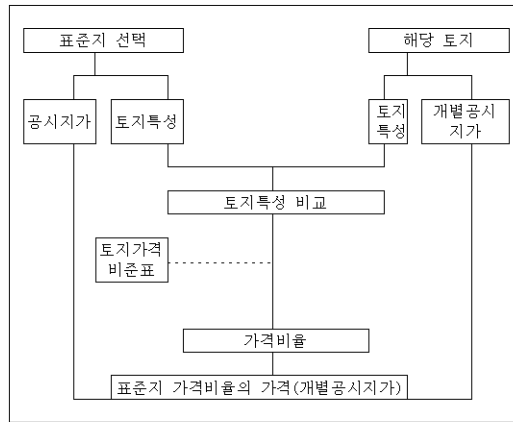 표준지 선택
해당 토지
공시지가
토지특성
토지
특성
개별공시
지가
토지특성 비교
토지가격
비준표
가격비율
표준지 가격비율의 가격(개별공시지가)